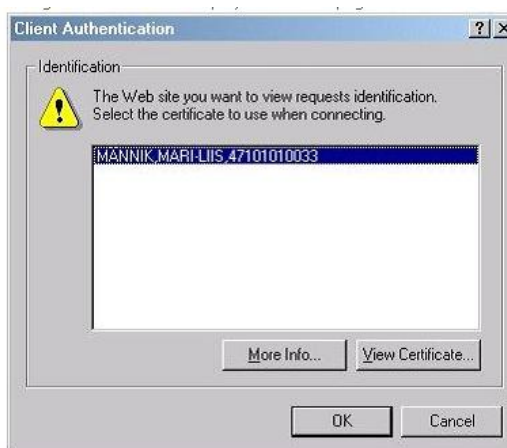 Client Authentication
Identification
The Web site you want to view requests identification.
Select the certificate to use when connecting.
MÄNNIK,MARI-LIIS,47101010033
More Info...
View Certificate...
OK
Cancel